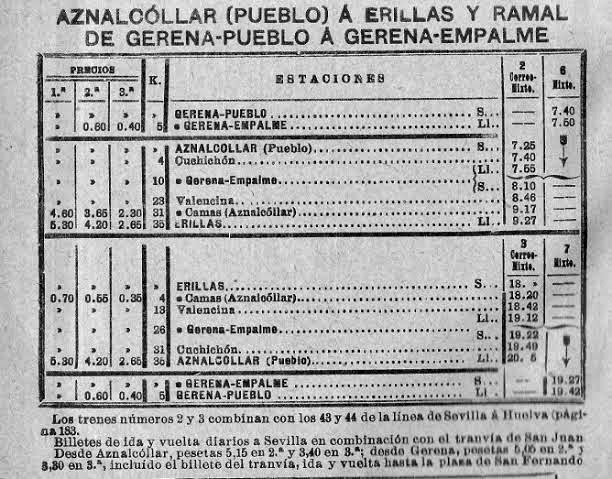 AZNALCÓLLAR (PUEBLO) Á ERILLAS Y RAMAL
DE GERENA-PUEBLO Á GERENA-EMPALME
PRECIOS K. ESTACIONES 2 Correo-Mixto. 6 Mixto.
1.ª 2.ª 3.ª
» » » » GERENA-PUEBLO S... — 7.40
» 0.60 0.40 5 GERENA-EMPALME Ll.. — 7.50
» » » » AZNALCOLLAR (Pueblo) S... 7.25
» » » 4 Cuchichón 7.40
Ll.. 7.55
» » » 10 Gerena-Empalme
S... 8.10 —
» » » 23 Valencina 8.46 —
4.60 3.65 2.30 31 Camas (Aznalcóllar) 9.17 —
5.30 4.20 2.65 35 ERILLAS Ll.. 9.27 —
3 Correo-Mixto. 7 Mixto.
» » » » ERILLAS S... 18. » —
0.70 0.55 0.35 4 Camas (Aznalcóllar) 18.20 —
» » » 13 Valencina 18.42 —
Ll.. 19.12 —
» » » 26 Gerena-Empalme
S... 19.22
» » » 31 Cuchichón 19.49
5.30 4.20 2.65 35 AZNALCÓLLAR (Pueblo) Ll.. 20. 5
» » » » GERENA-EMPALME S... — 19.27
» 0.60 0.40 5 GERENA-PUEBLO Ll.. — 19.42
Los trenes números 2 y 3 combinan con los 43 y 44 de la línea de Sevilla á Huelva (pági-
na 183.
Billetes de ida y vuelta diarios a Sevilla en combinación con el tranvía de San Juan
Desde Aznalcóllar, pesetas 5,15 en 2.ª y 3,40 en 3.ª; desde Gerena, pesetas 5,05 en 2.ª y
3,30 en 3.ª, incluído el billete del tranvía, ida y vuelta hasta la plaza de San Fernando